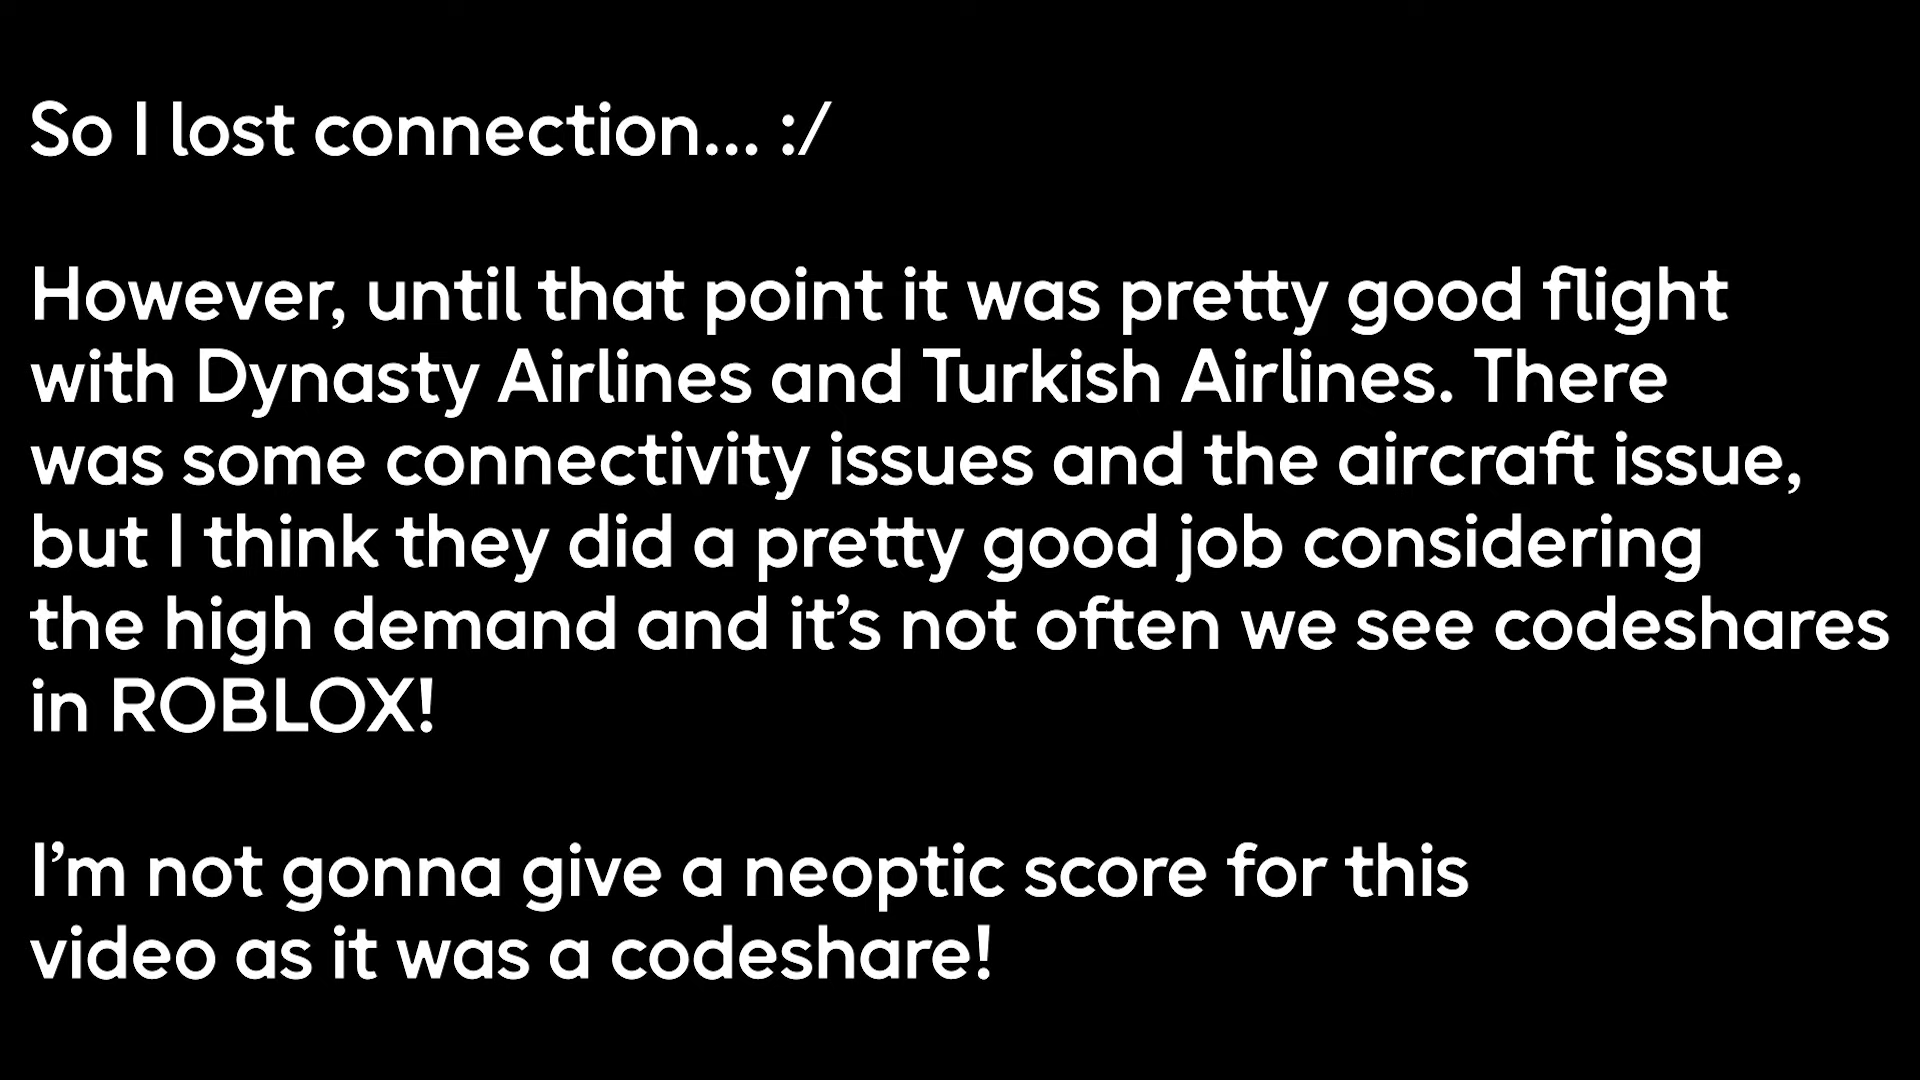 So I lost connection... :/
However, until that point it was pretty good flight
with Dynasty Airlines and Turkish Airlines. There
was some connectivity issues and the aircraft issue,
but I think they did a pretty good job considering
the high demand and it’s not often we see codeshares
in ROBLOX!
I’m not gonna give a neoptic score for this
video as it was a codeshare!